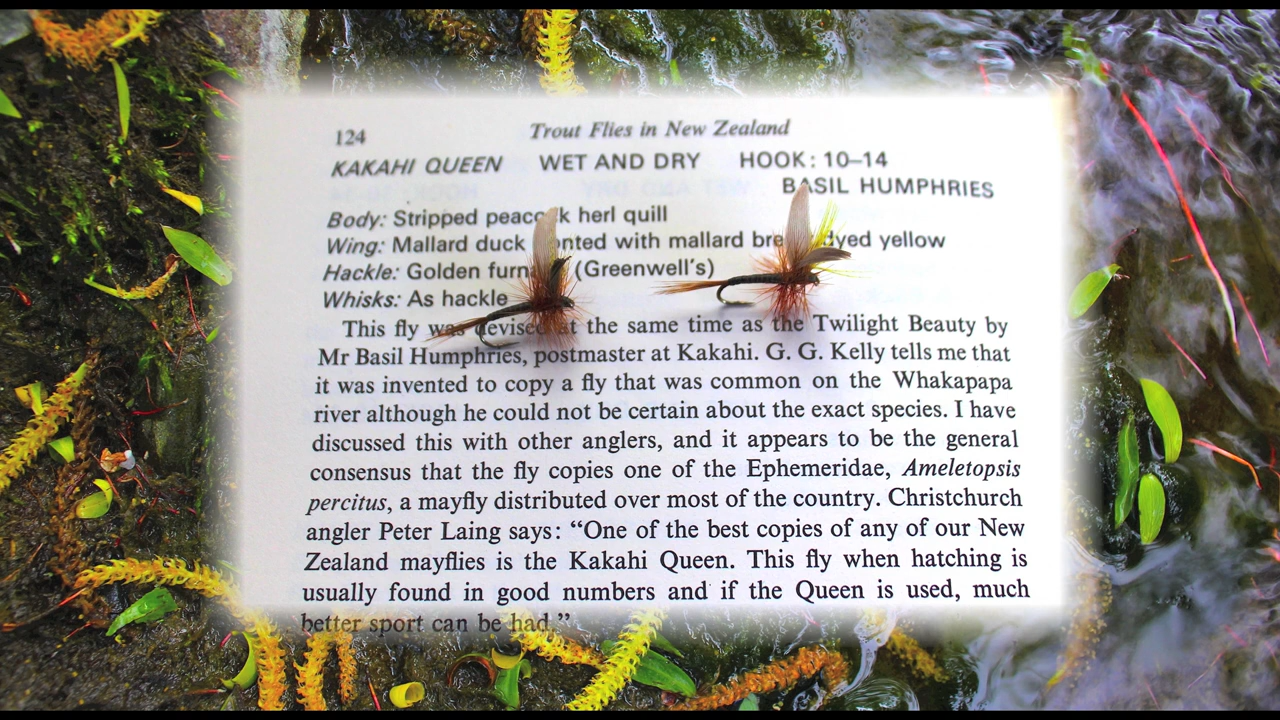 124 Trout Flies in New Zealand
KAKAHI QUEEN WET AND DRY HOOK: 10–14
BASIL HUMPHRIES
Body: Stripped peacock herl quill
Wing: Mallard duck fronted with mallard breast dyed yellow
Hackle: Golden furnace (Greenwell's)
Whisks: As hackle
This fly was devised at the same time as the Twilight Beauty by
Mr Basil Humphries, postmaster at Kakahi. G. G. Kelly tells me that
it was invented to copy a fly that was common on the Whakapapa
river although he could not be certain about the exact species. I have
discussed this with other anglers, and it appears to be the general
consensus that the fly copies one of the Ephemeridae, Ameletopsis
percitus, a mayfly distributed over most of the country. Christchurch
angler Peter Laing says: “One of the best copies of any of our New
Zealand mayflies is the Kakahi Queen. This fly when hatching is
usually found in good numbers and if the Queen is used, much
better sport can be had.”